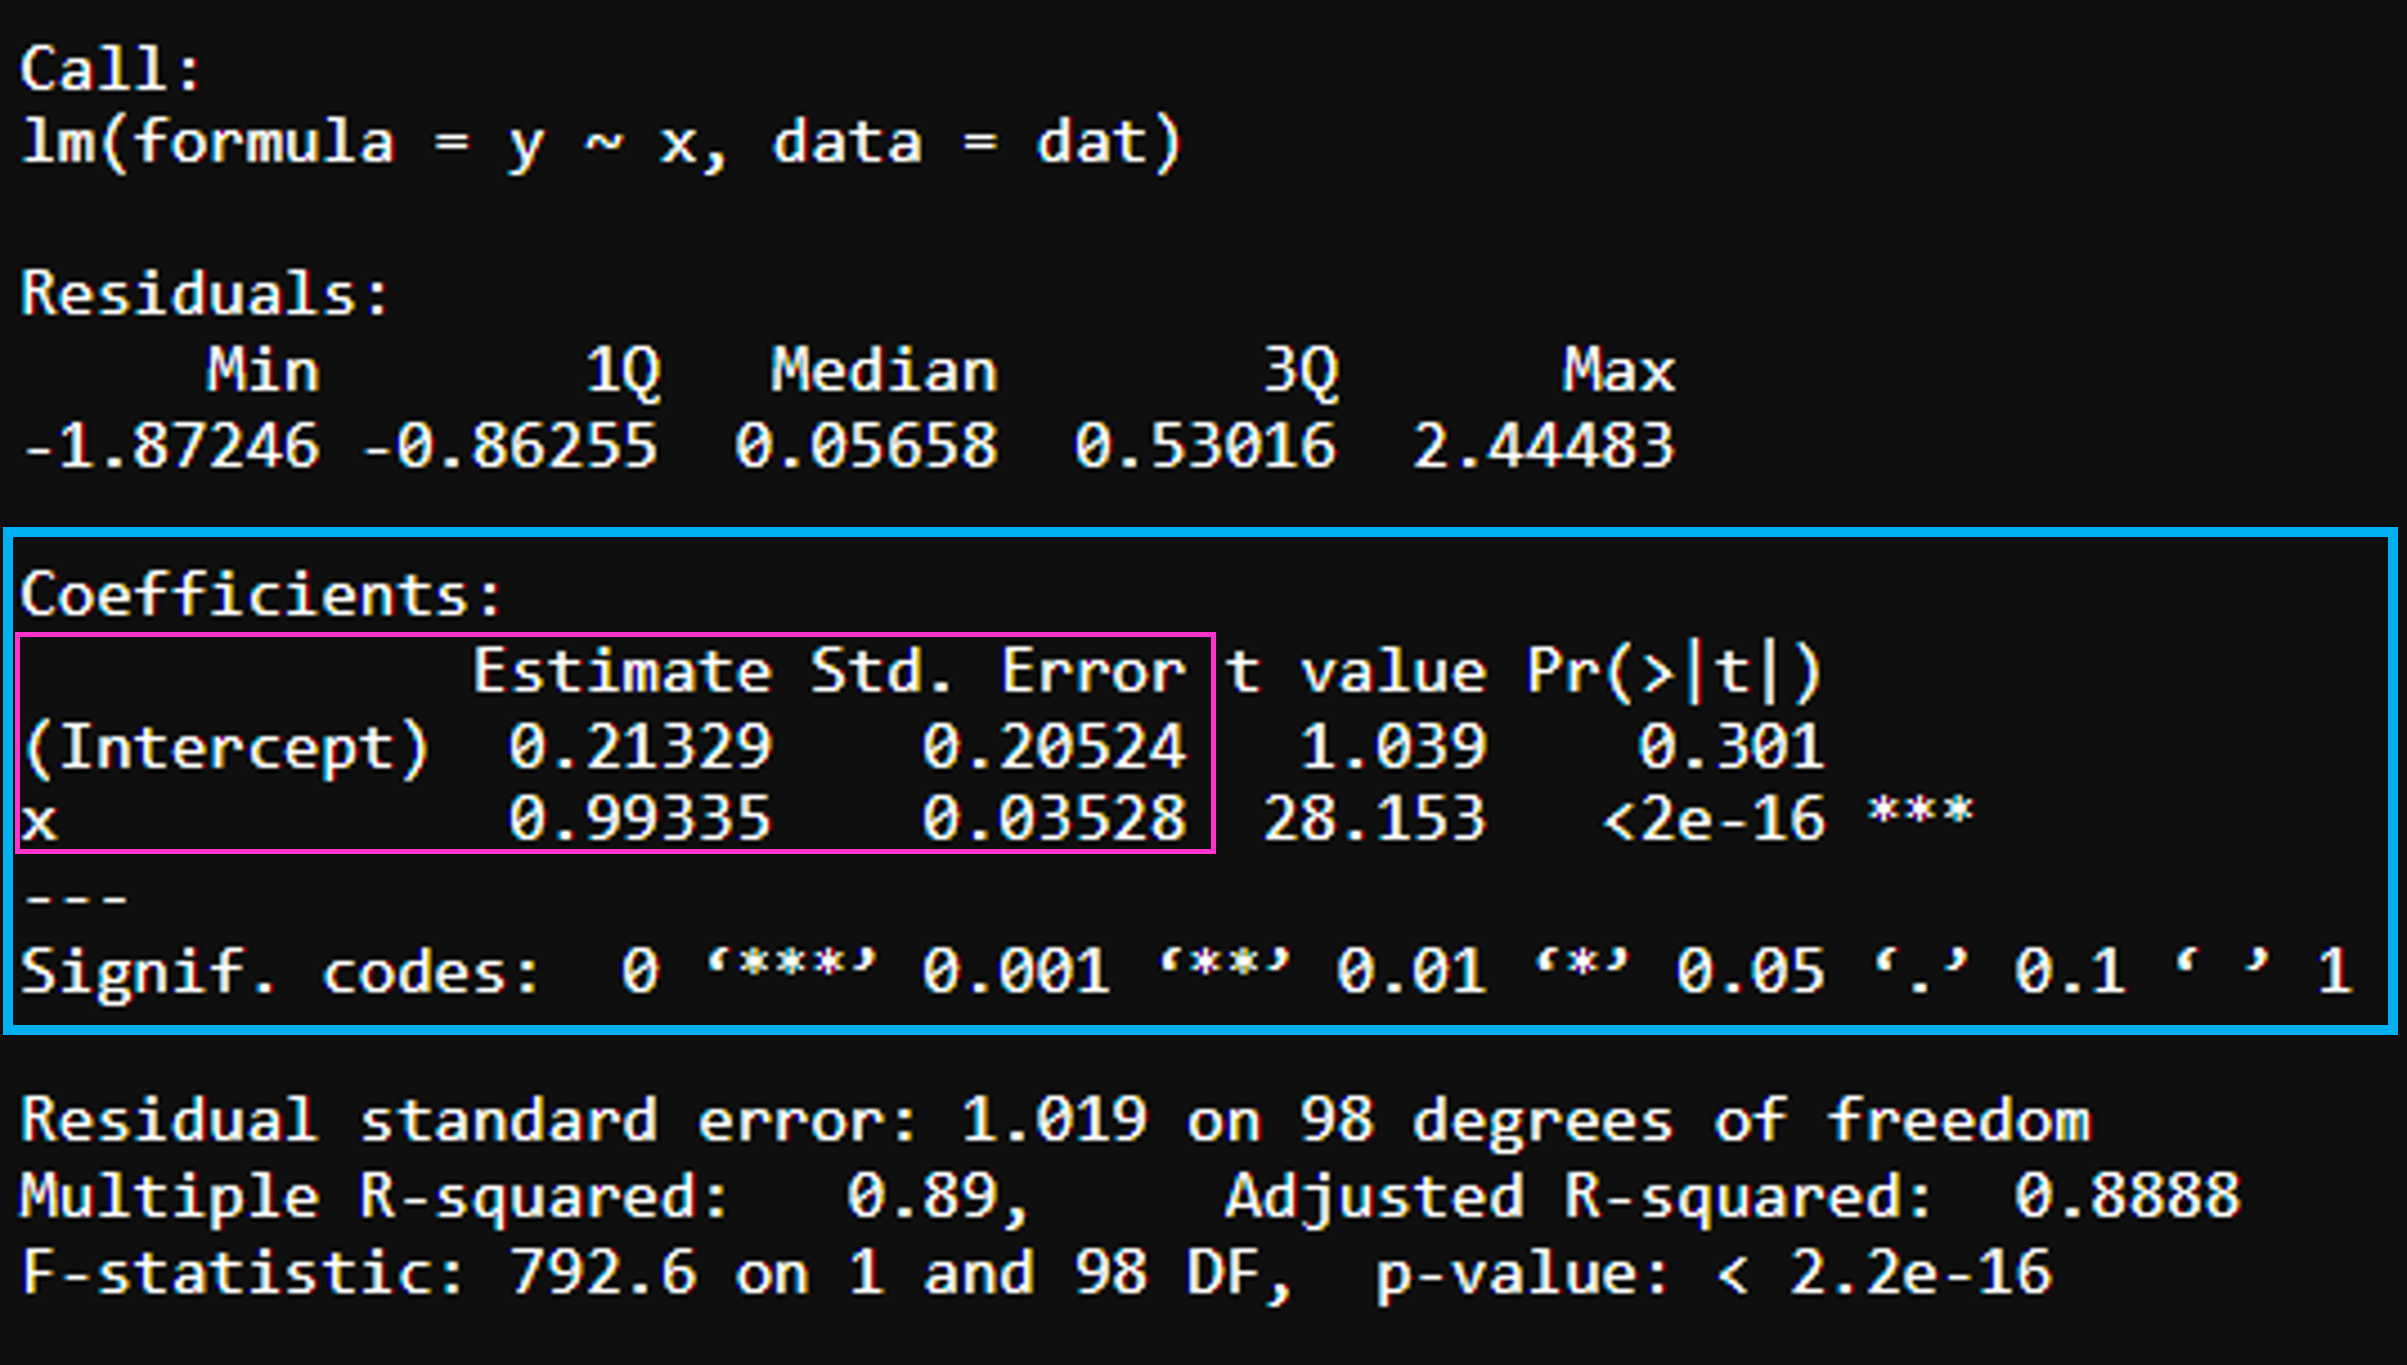 Call:
lm(formula = y ~ x, data = dat)
Residuals:
Min 1Q Median 3Q Max
-1.87246 -0.86255 0.05658 0.53016 2.44483
Coefficients:
Estimate Std. Error t value Pr(>|t|)
(Intercept) 0.21329 0.20524 1.039 0.301
x 0.99335 0.03528 28.153 <2e-16 ***
---
Signif. codes: 0 ‘***’ 0.001 ‘**’ 0.01 ‘*’ 0.05 ‘.’ 0.1 ‘ ’ 1
Residual standard error: 1.019 on 98 degrees of freedom
Multiple R-squared: 0.89, Adjusted R-squared: 0.8888
F-statistic: 792.6 on 1 and 98 DF, p-value: < 2.2e-16